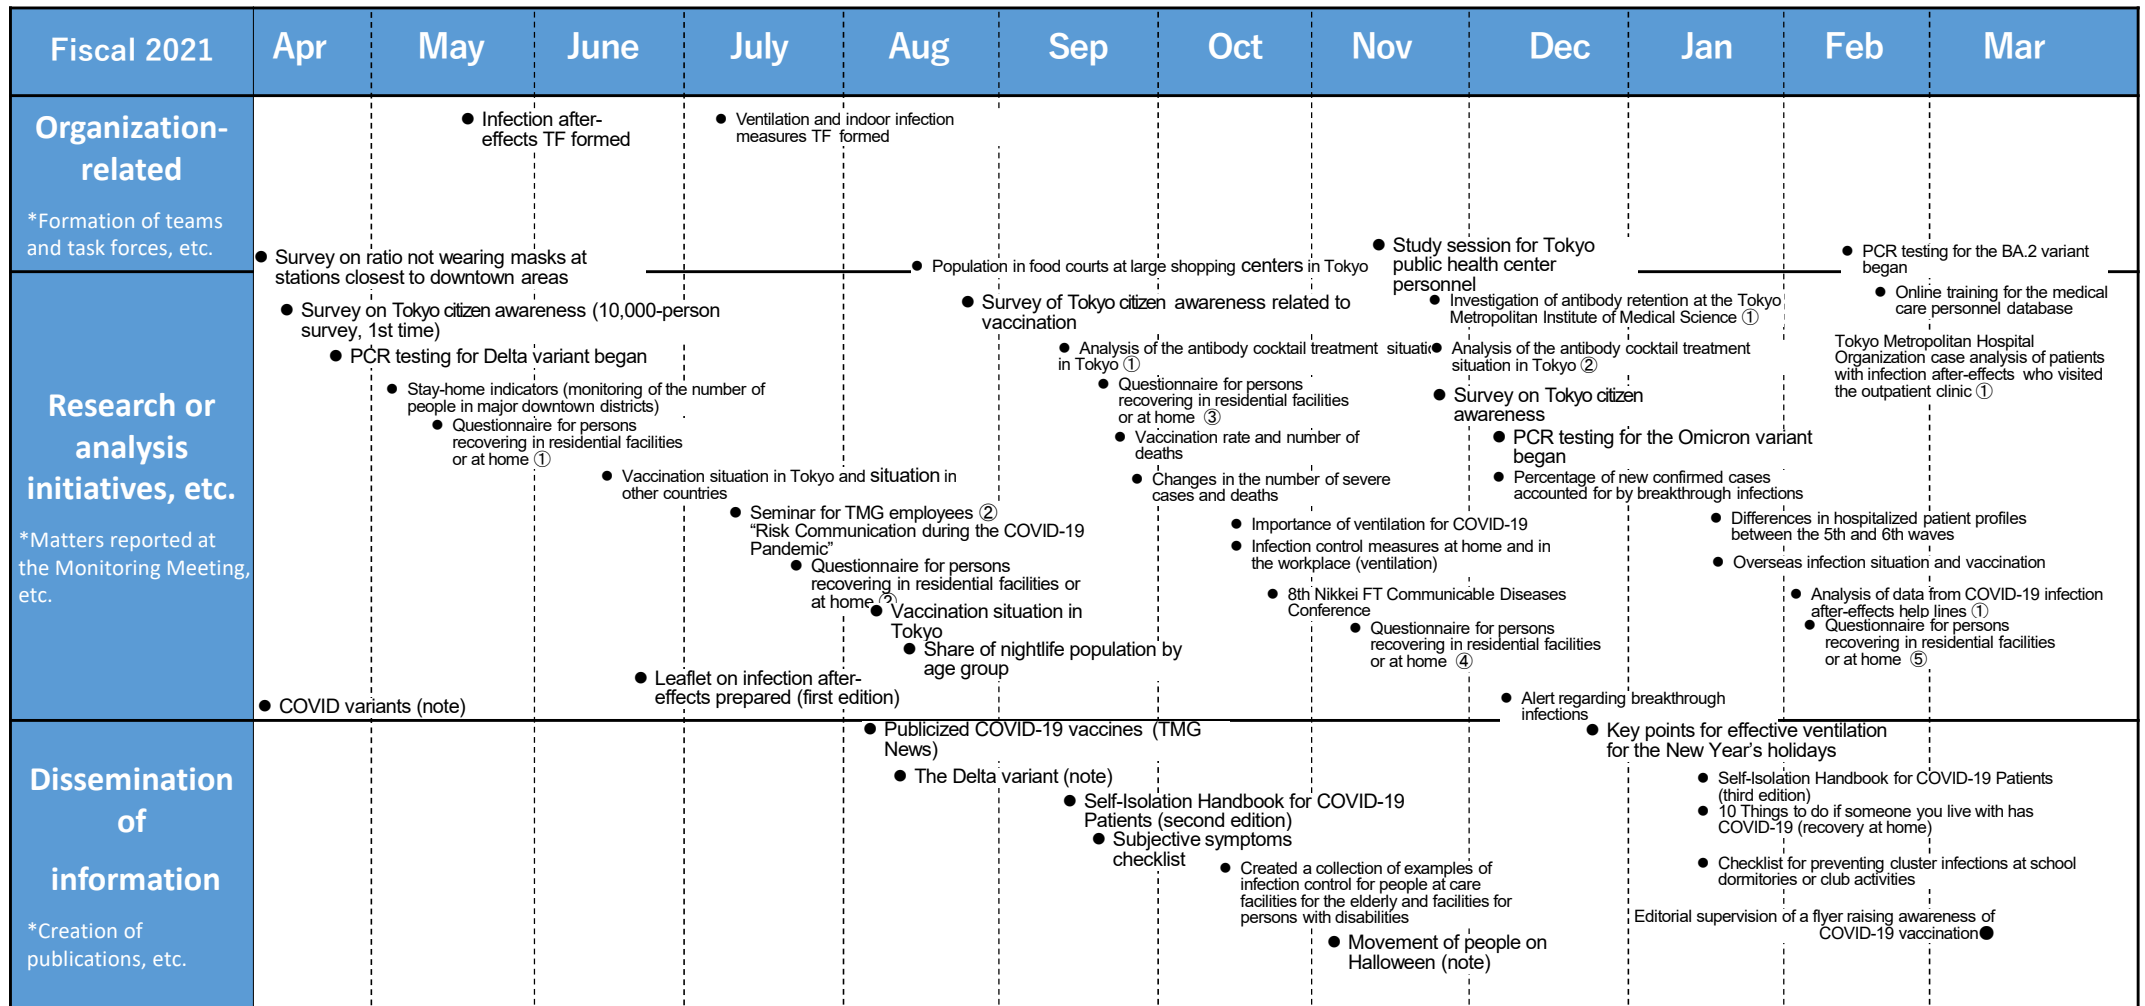 Fiscal 2021
Apr
May
June
July
Aug
Sep
Oct
Nov
Dec
Jan
Feb
Mar
Organization-
related
*Formation of teams
and task forces, etc.
● Infection after-
effects TF formed
● Ventilation and indoor infection
measures TF formed
Research or
analysis
initiatives, etc.
*Matters reported at
the Monitoring Meeting,
etc.
● Survey on ratio not wearing masks at
stations closest to downtown areas
● Survey on Tokyo citizen awareness (10,000-person
survey, 1st time)
● PCR testing for Delta variant began
● Stay-home indicators (monitoring of the number of
people in major downtown districts)
● Questionnaire for persons
recovering in residential facilities
or at home ①
● Vaccination situation in Tokyo and situation in
other countries
● Seminar for TMG employees ②
“Risk Communication during the COVID-19
Pandemic”
● Questionnaire for persons
recovering in residential facilities or
at home ②
● Vaccination situation in
Tokyo
● Share of nightlife population by
age group
● Population in food courts at large shopping centers in Tokyo
● Survey of Tokyo citizen awareness related to
vaccination
● Analysis of the antibody cocktail treatment situatio
in Tokyo ①
● Questionnaire for persons
recovering in residential facilities
or at home ③
● Vaccination rate and number of
deaths
● Changes in the number of severe
cases and deaths
● Importance of ventilation for COVID-19
● Infection control measures at home and in
the workplace (ventilation)
● 8th Nikkei FT Communicable Diseases
Conference
● Questionnaire for persons
recovering in residential facilities
or at home ④
● Study session for Tokyo
public health center
personnel
● Investigation of antibody retention at the Tokyo
Metropolitan Institute of Medical Science ①
● Analysis of the antibody cocktail treatment
situation in Tokyo ②
● Survey on Tokyo citizen
awareness
● PCR testing for the Omicron variant
began
● Percentage of new confirmed cases
accounted for by breakthrough infections
● Differences in hospitalized patient profiles
between the 5th and 6th waves
● Overseas infection situation and vaccination
● Analysis of data from COVID-19 infection
after-effects help lines ①
● Questionnaire for persons
recovering in residential facilities
or at home ⑤
● PCR testing for the BA.2 variant
began
● Online training for the medical
care personnel database
Tokyo Metropolitan Hospital
Organization case analysis of patients
with infection after-effects who visited
the outpatient clinic ①
Dissemination
of
information
*Creation of
publications, etc.
● COVID variants (note)
● Leaflet on infection after-
effects prepared (first edition)
● Publicized COVID-19 vaccines (TMG
News)
● The Delta variant (note)
● Self-Isolation Handbook for COVID-19
Patients (second edition)
● Subjective symptoms
checklist
● Created a collection of examples of
infection control for people at care
facilities for the elderly and facilities for
persons with disabilities
● Movement of people on
Halloween (note)
● Alert regarding breakthrough
infections
● Key points for effective ventilation
for the New Year’s holidays
● Self-Isolation Handbook for COVID-19 Patients
(third edition)
● 10 Things to do if someone you live with has
COVID-19 (recovery at home)
● Checklist for preventing cluster infections at school
dormitories or club activities
Editorial supervision of a flyer raising awareness of
COVID-19 vaccination●